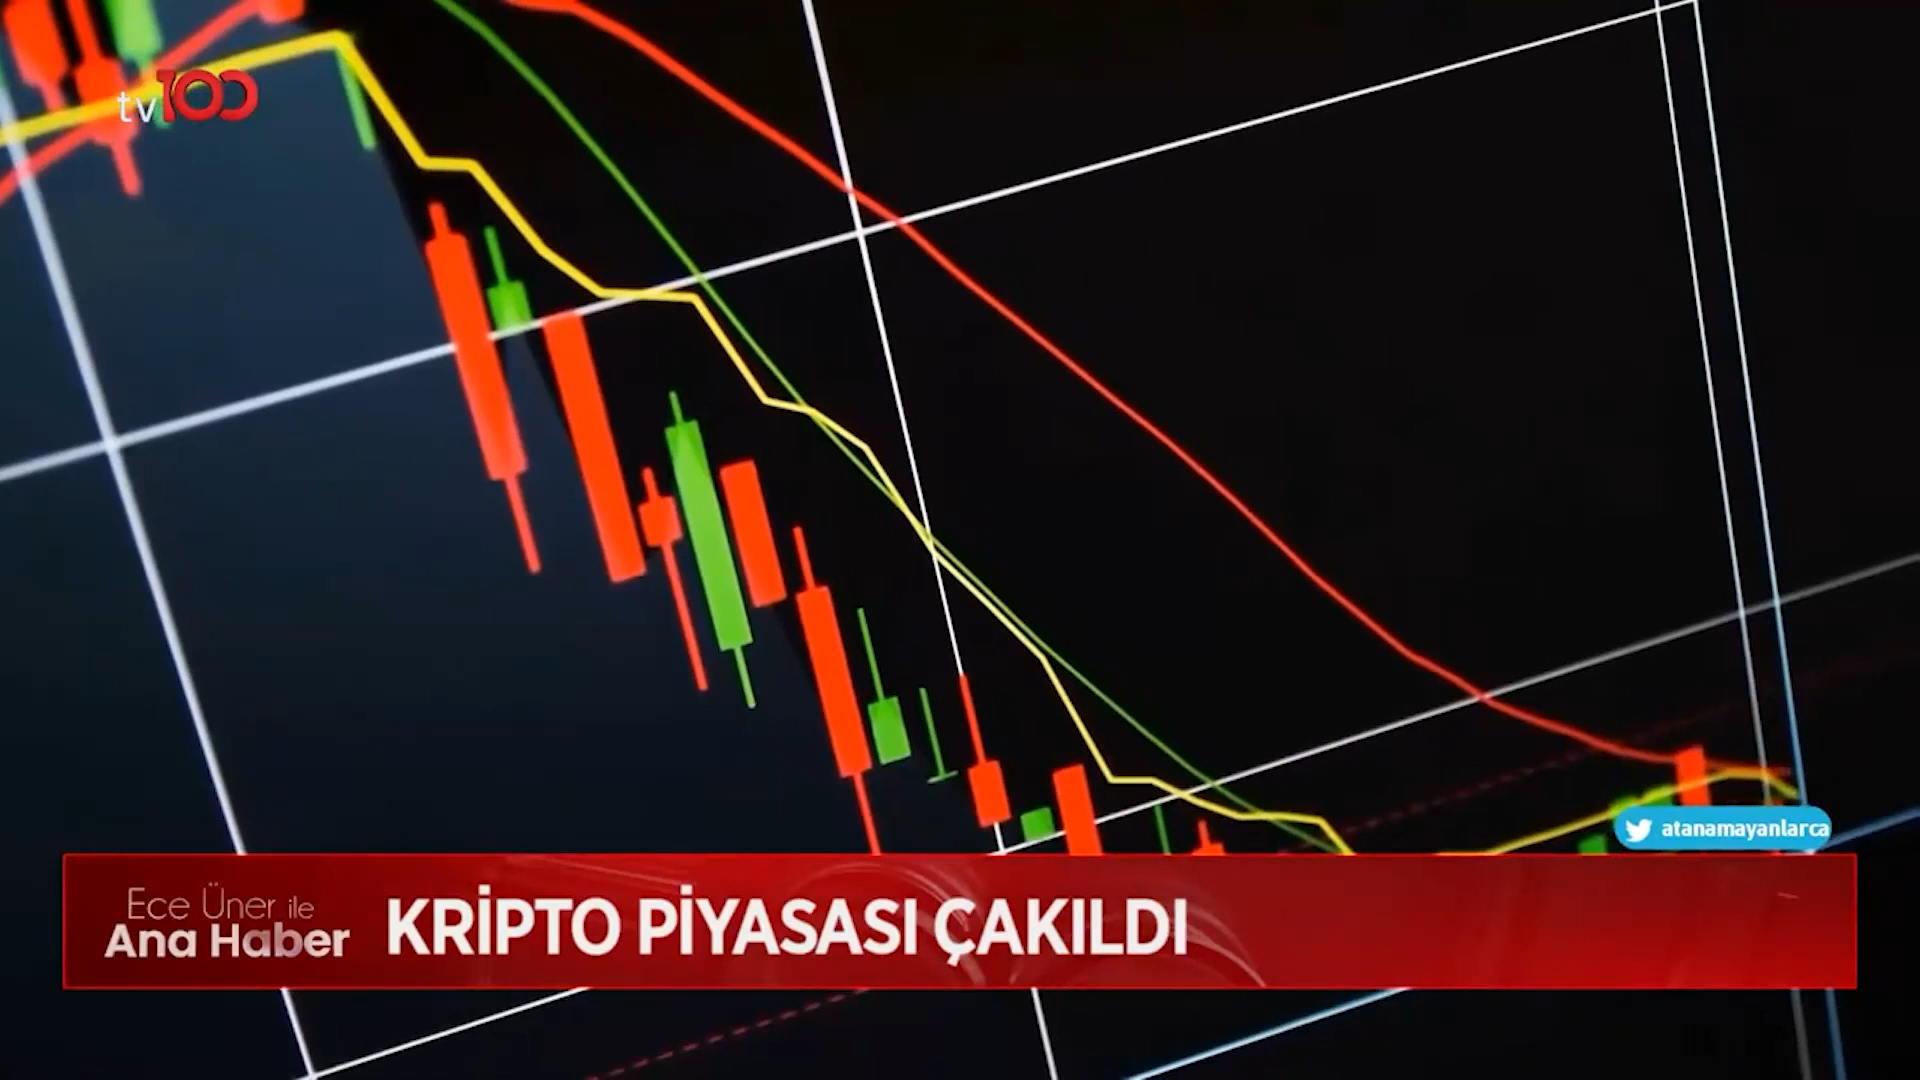 tv100
atanamayanlarca
Ece Üner ile
Ana Haber
KRİPTO PİYASASI ÇAKILDI